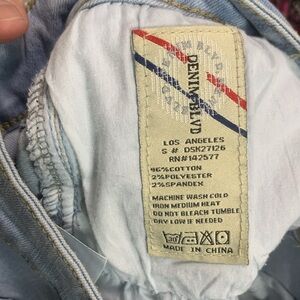 DENIM BLVD
LOS ANGELES
S # DSK27126
RN#142577
96%COTTON
2%POLYESTER
2%SPANDEX
MACHINE WASH COLD
IRON MEDIUM HEAT
DO NOT BLEACH TUMBLE
DRY LOW IF NEEDED
MADE IN CHINA